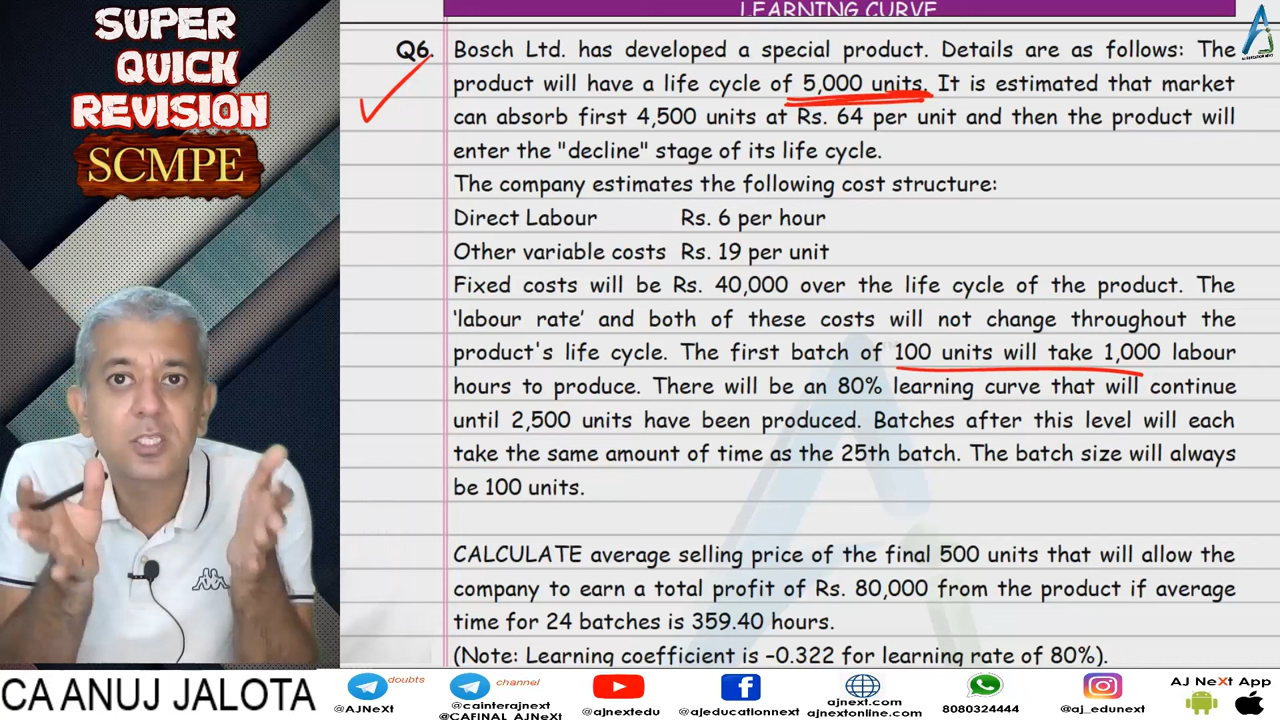 SUPER
QUICK
REVISION
SCMPE
LEARNING CURVE
Q6. Bosch Ltd. has developed a special product. Details are as follows: The
product will have a life cycle of 5,000 units. It is estimated that market
can absorb first 4,500 units at Rs. 64 per unit and then the product will
enter the "decline" stage of its life cycle.
The company estimates the following cost structure:
Direct Labour Rs. 6 per hour
Other variable costs Rs. 19 per unit
Fixed costs will be Rs. 40,000 over the life cycle of the product. The
‘labour rate’ and both of these costs will not change throughout the
product's life cycle. The first batch of 100 units will take 1,000 labour
hours to produce. There will be an 80% learning curve that will continue
until 2,500 units have been produced. Batches after this level will each
take the same amount of time as the 25th batch. The batch size will always
be 100 units.
CALCULATE average selling price of the final 500 units that will allow the
company to earn a total profit of Rs. 80,000 from the product if average
time for 24 batches is 359.40 hours.
(Note: Learning coefficient is –0.322 for learning rate of 80%).
CA ANUJ JALOTA
doubts
@AJNeXt
channel
@cainterajnext
@CAFINAL_AJNeXt
@ajnextedu
@ajeducationnext
ajnext.com
ajnextonline.com
8080324444
@aj_edunext
AJ NeXt App